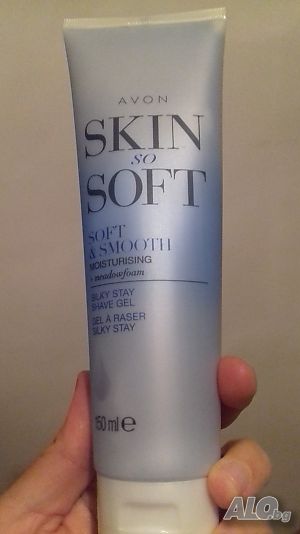 AVON
SKIN
so
SOFT
SOFT
& SMOOTH
MOISTURISING
+ meadowfoam
SILKY STAY
SHAVE GEL
GEL À RASER
SILKY STAY
150 ml e
ALO.bg